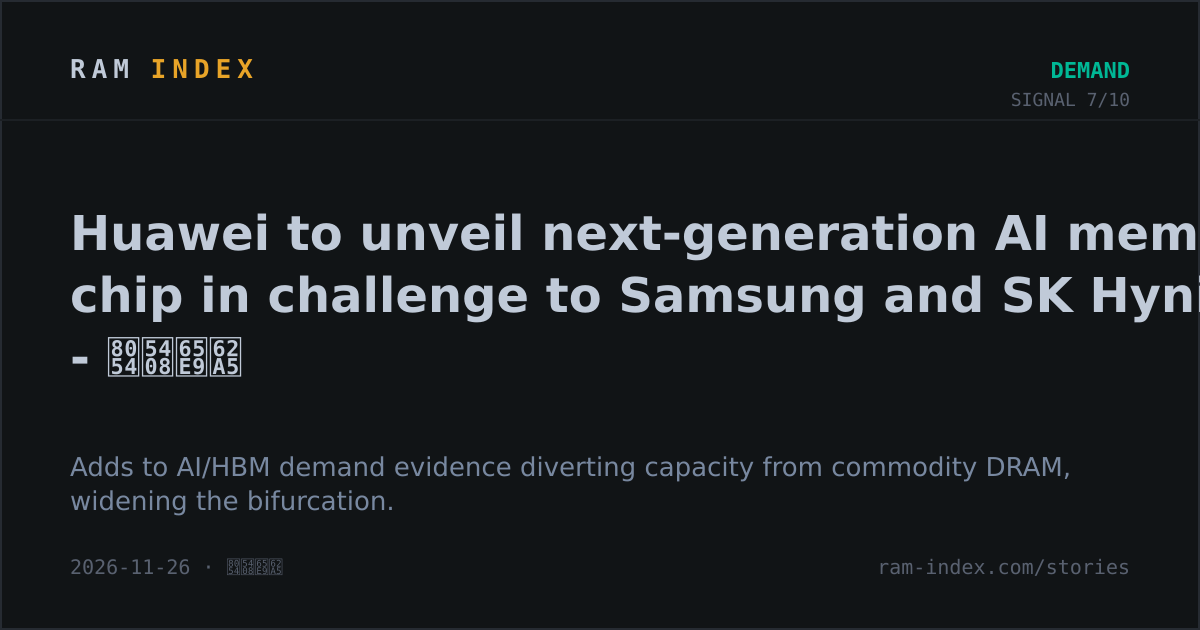 RAM INDEX
DEMAND
SIGNAL 7/10
Huawei to unveil next-generation AI mem
chip in challenge to Samsung and SK Hyn
-
Adds to AI/HBM demand evidence diverting capacity from commodity DRAM,
widening the bifurcation.
2026-11-26 ·
ram-index.com/stories